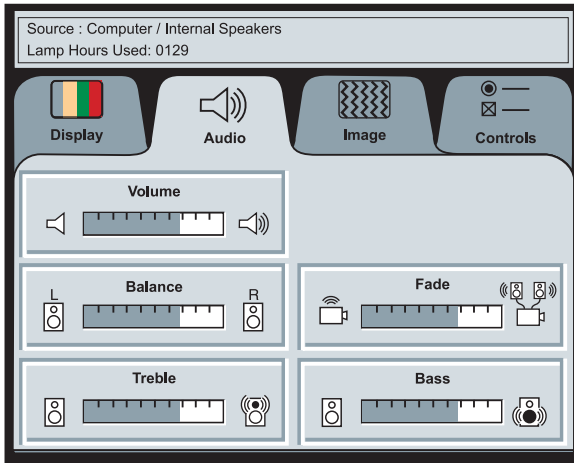 Source : Computer / Internal Speakers
Lamp Hours Used: 0129
Display
Audio
Image
Controls
Volume
Balance
L
R
Fade
Treble
Bass